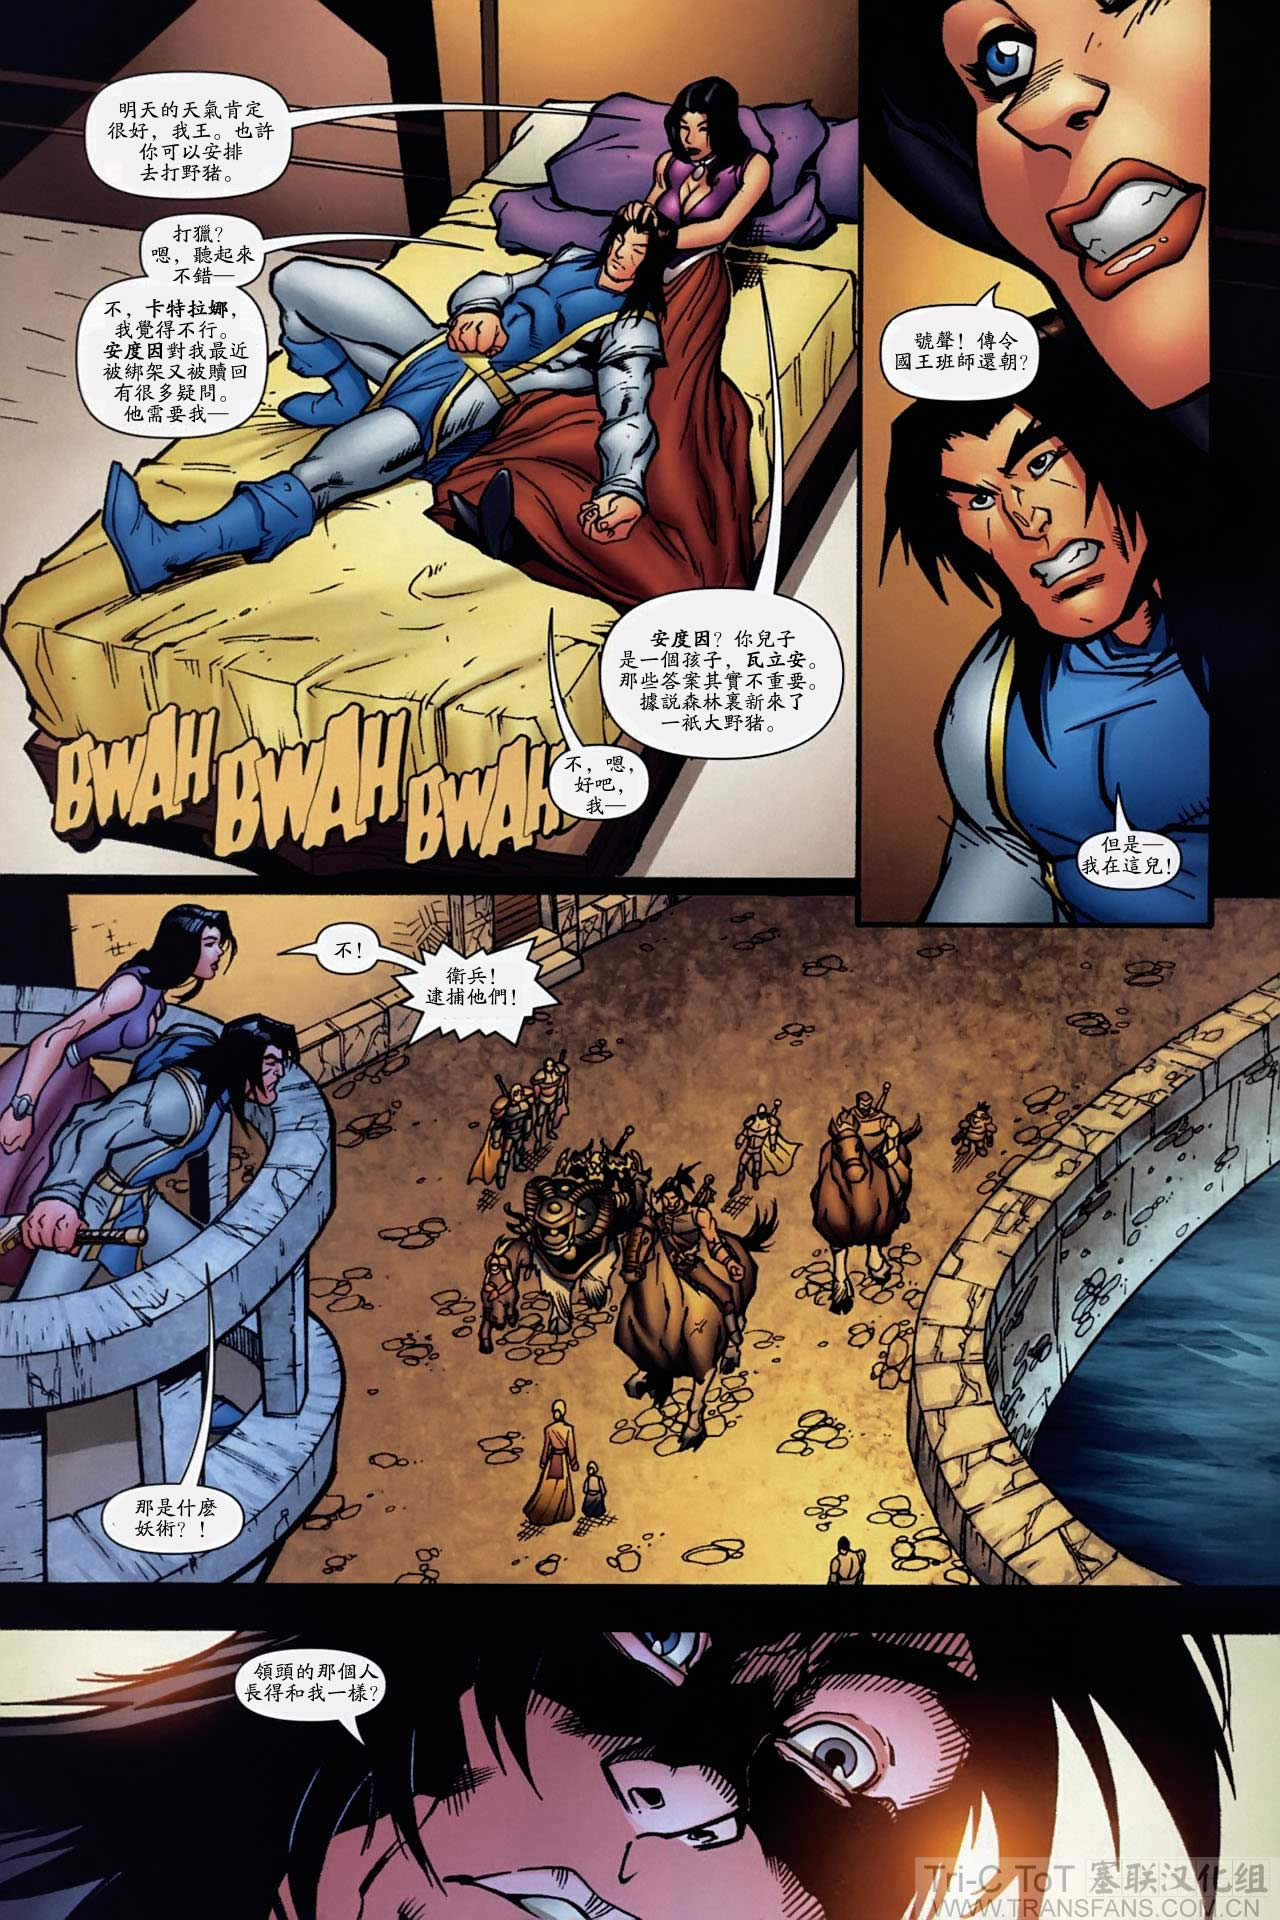 明天的天氣肯定
很好，我王。也許
你可以安排
去打野猪。
打獵？
嗯，聽起來
不錯—
不，卡特拉娜，
我覺得不行。
安度因對我最近
被綁架又被贖回
有很多疑問。
他需要我—
安度因？你兒子
是一個孩子，瓦立安。
那些答案其實不重要。
據説森林裏新來了
一衹大野猪。
不，嗯，
好吧，
我—
BWAH BWAH BWAH
號聲！傳令
國王班師還朝？
但是—
我在這兒！
不！
衛兵！
逮捕他們！
那是什麽
妖術？！
領頭的那個人
長得和我一樣？
Tri-C ToT 塞联汉化组
WWW.TRANSFANS.COM.CN